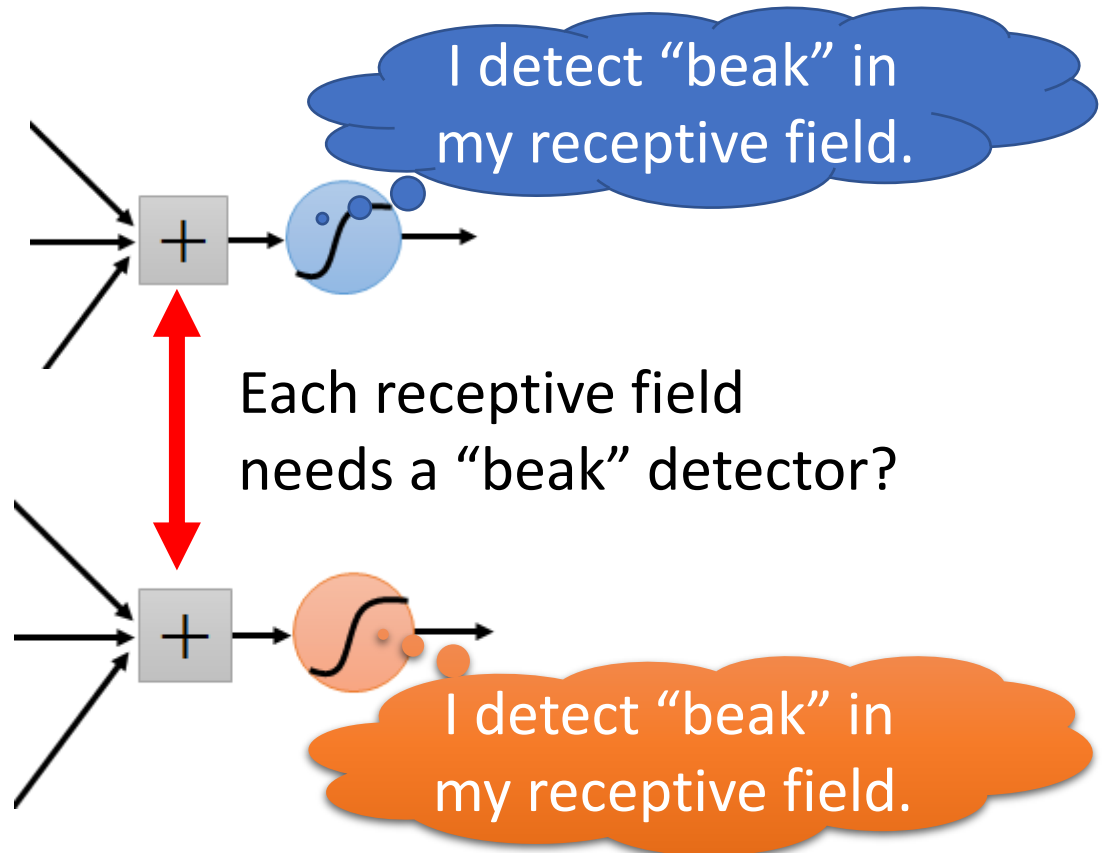 I detect “beak” in
my receptive field.
+
Each receptive field
needs a “beak” detector?
+
I detect “beak” in
my receptive field.